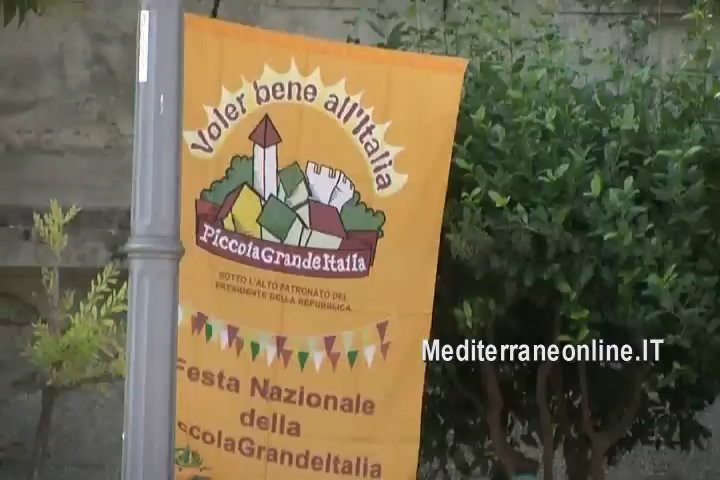 Voler bene all'Italia
PiccolaGrandeItalia
SOTTO L'ALTO PATRONATO DEL
PRESIDENTE DELLA REPUBBLICA
Mediterraneonline.IT
Festa Nazionale
della
ccolaGrandeItalia